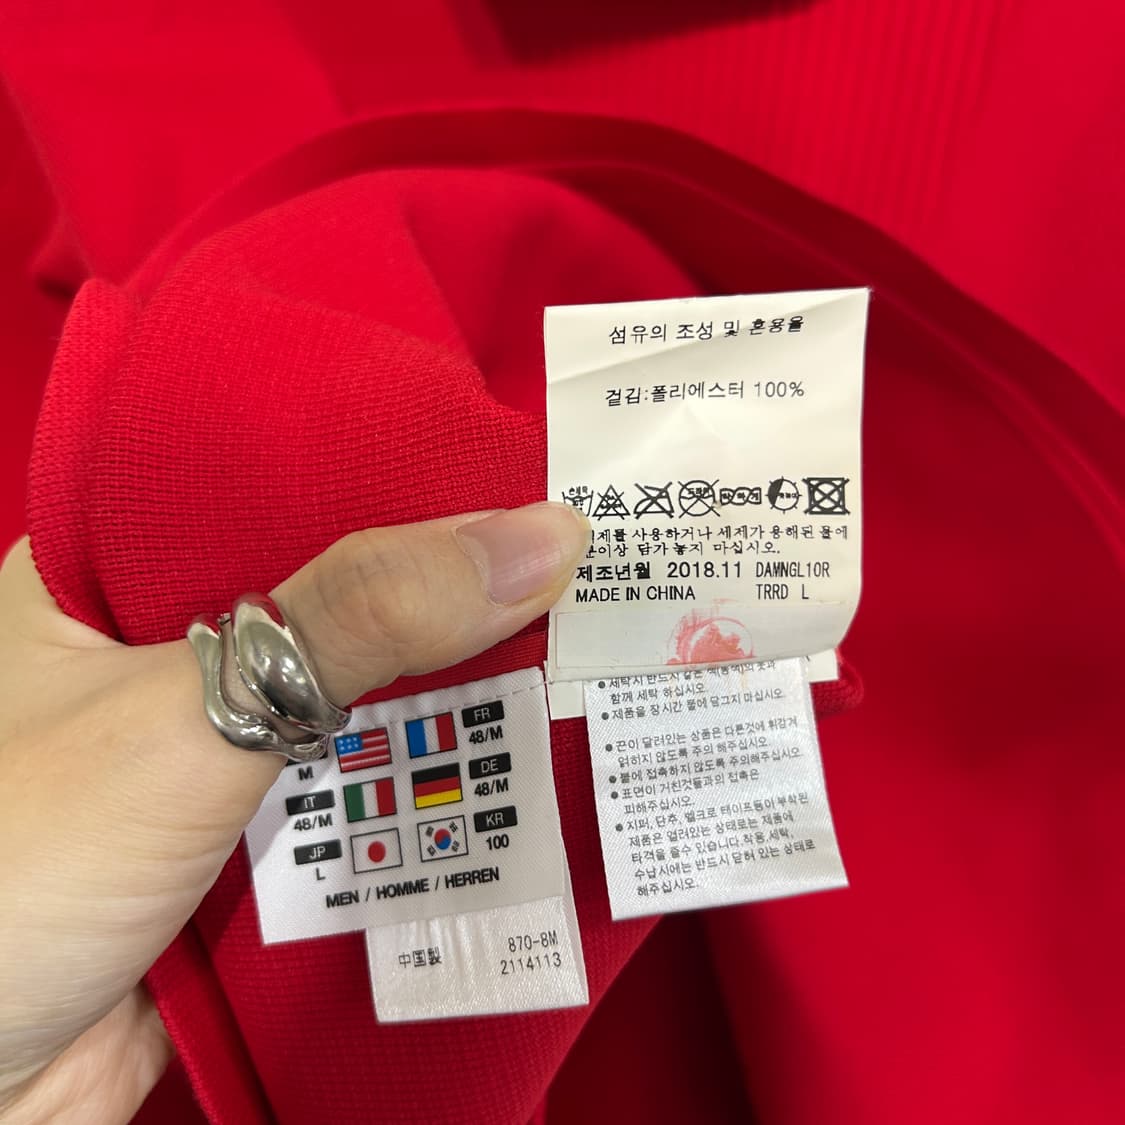 섬유의 조성 및 혼용율
겉감:폴리에스터 100%
사용하거나 세제가 용해된 물에
담가 놓지 마십시오.
제조년월 2018.11 DAMNGL10R
MADE IN CHINA TRRD L
● 세탁시 반드시
함께 세탁 하십시오.
● 제품을 장시간 물에 담그지 마십시오.
● 끈이 달려있는 상품은 다른것에 휘감겨
얽히지 않도록 주의 해주십시오.
● 불에 접촉하지 않도록 주의해주십시오.
● 표면이 거친것들과의 접촉은
피해주십시오.
● 지퍼, 단추, 벨크로 테이프등이 부착된
제품은 열려있는 상태로는 제품에
타격을 줄수 있습니다.착용,세탁,
수납시에는 반드시 닫혀 있는 상태로
해주십시오.
M
FR
48/M
IT
48/M
DE
48/M
JP
L
KR
100
MEN / HOMME / HERREN
中国製
870-8M
2114113